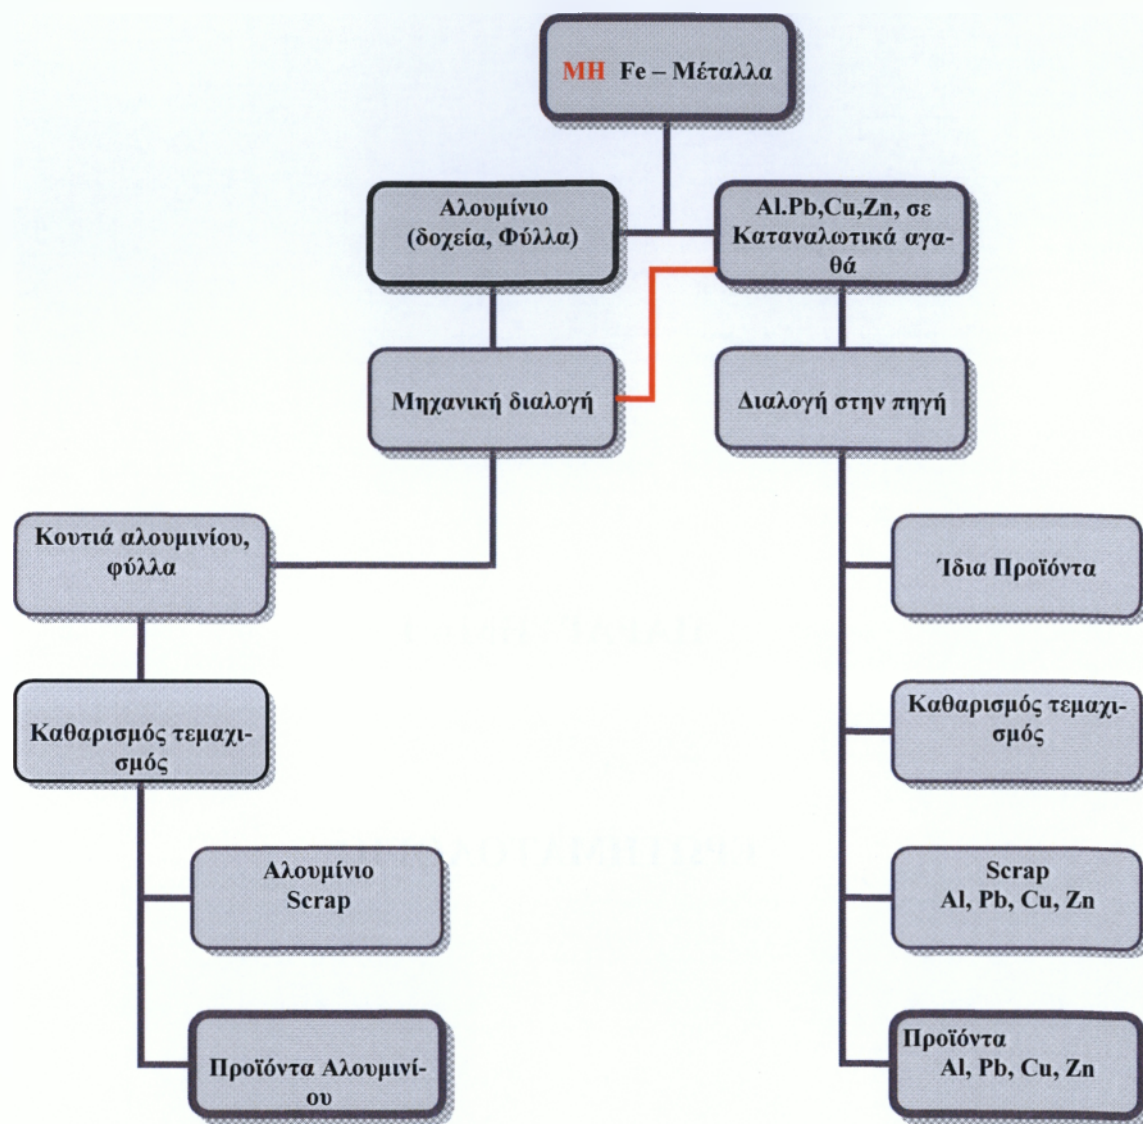 ΜΗ Fe – Μέταλλα
Αλουμίνιο
(δοχεία, Φύλλα)
Al.Pb,Cu,Zn, σε
Καταναλωτικά αγα-
θά
Μηχανική διαλογή
Διαλογή στην πηγή
Κουτιά αλουμινίου,
φύλλα
Ίδια Προϊόντα
Καθαρισμός τεμαχι-
σμός
Καθαρισμός τεμαχι-
σμός
Αλουμίνιο
Scrap
Scrap
Al, Pb, Cu, Zn
Προϊόντα Αλουμινί-
ου
Προϊόντα
Al, Pb, Cu, Zn